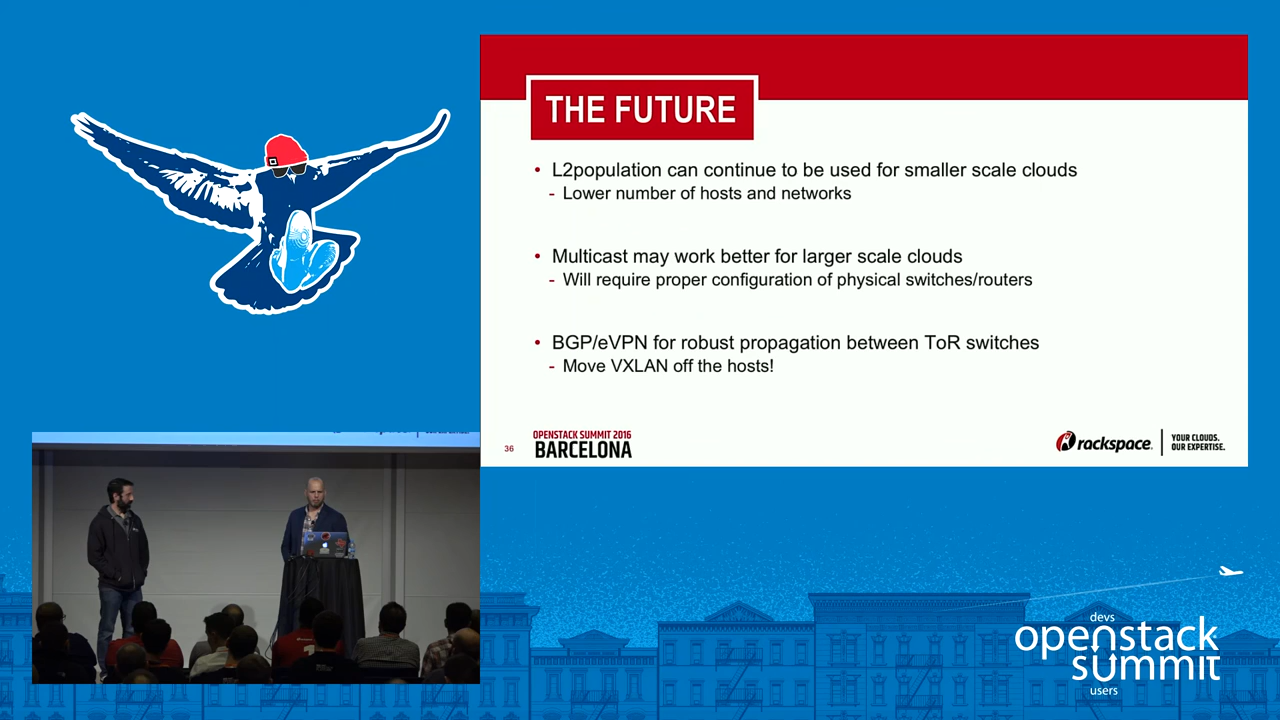 THE FUTURE
• L2population can continue to be used for smaller scale clouds
- Lower number of hosts and networks
• Multicast may work better for larger scale clouds
- Will require proper configuration of physical switches/routers
• BGP/eVPN for robust propagation between ToR switches
- Move VXLAN off the hosts!
36
OPENSTACK SUMMIT 2016
BARCELONA
rackspace.
YOUR CLOUDS.
OUR EXPERTISE.
devs
openstack
summit
users